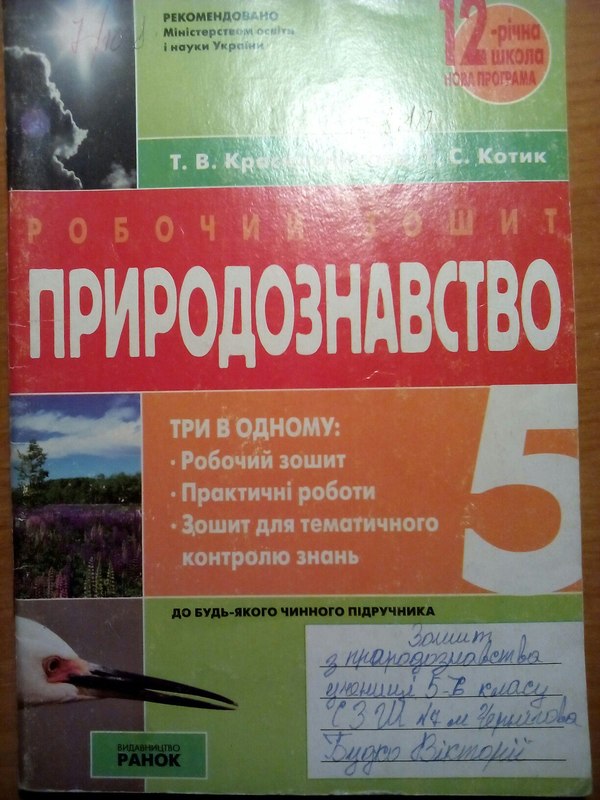 РЕКОМЕНДОВАНО
Міністерством освіти
і науки України
12-річна
школа
НОВА ПРОГРАМА
Т. В. С. Котик
РОБОЧИЙ ЗОШИТ
ПРИРОДОЗНАВСТВО
5
ТРИ В ОДНОМУ:
· Робочий зошит
· Практичні роботи
· Зошит для тематичного
контролю знань
ДО БУДЬ-ЯКОГО ЧИННОГО ПІДРУЧНИКА
Зошит
з природознавства
учениці 5-В класу
СЗШ №7 м Чернігова
Будко Вікторії
ВИДАВНИЦТВО
РАНОК